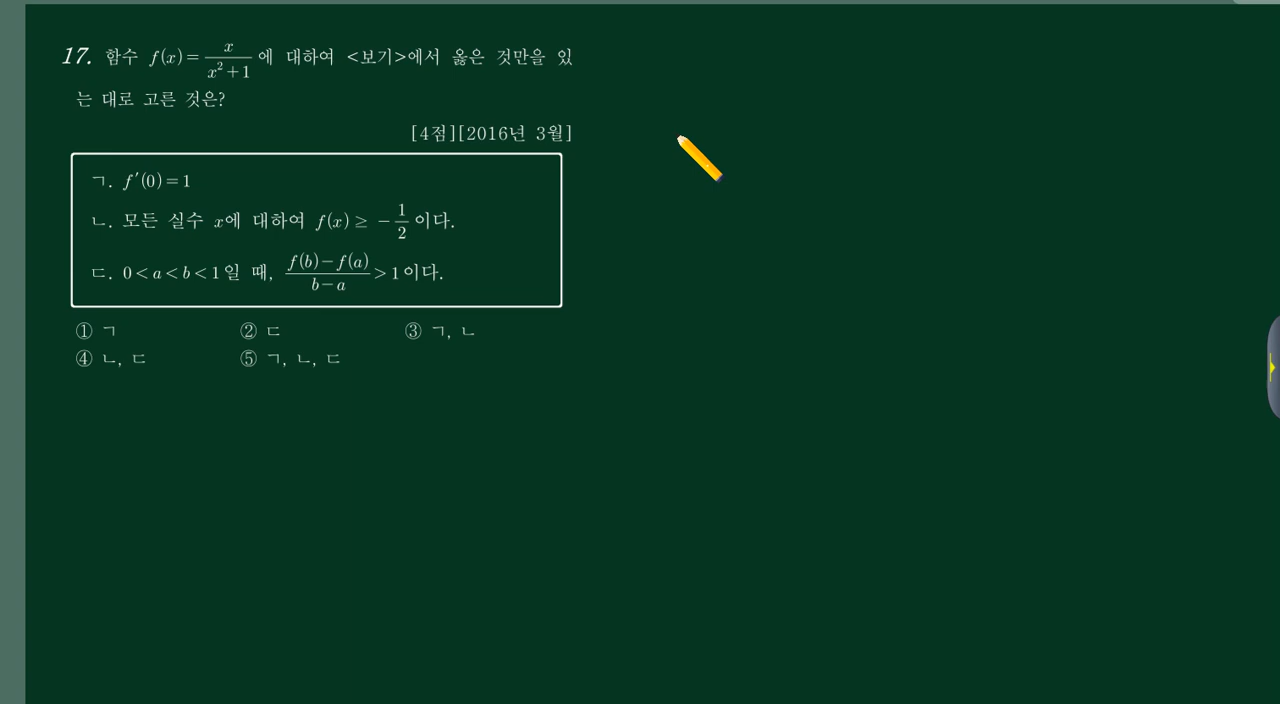 17. 함수 f(x)=x/(x²+1)에 대하여 <보기>에서 옳은 것만을 있
는 대로 고른 것은?
[4점][2016년 3월]
ㄱ. f′(0)=1
ㄴ. 모든 실수 x에 대하여 f(x)≥-1/2이다.
ㄷ. 0<a<b<1일 때, (f(b)-f(a))/(b-a)>1이다.
① ㄱ ② ㄷ ③ ㄱ, ㄴ
④ ㄴ, ㄷ ⑤ ㄱ, ㄴ, ㄷ